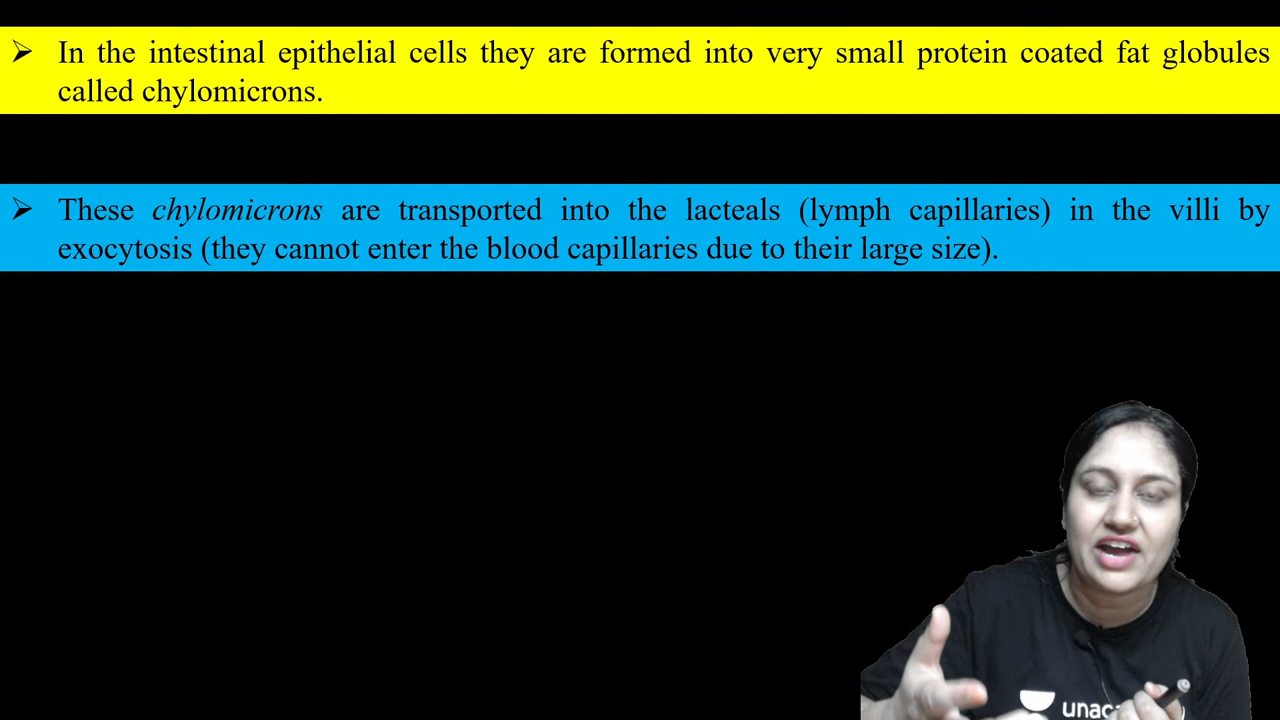 ➢ In the intestinal epithelial cells they are formed into very small protein coated fat globules
called chylomicrons.
➢ These chylomicrons are transported into the lacteals (lymph capillaries) in the villi by
exocytosis (they cannot enter the blood capillaries due to their large size).